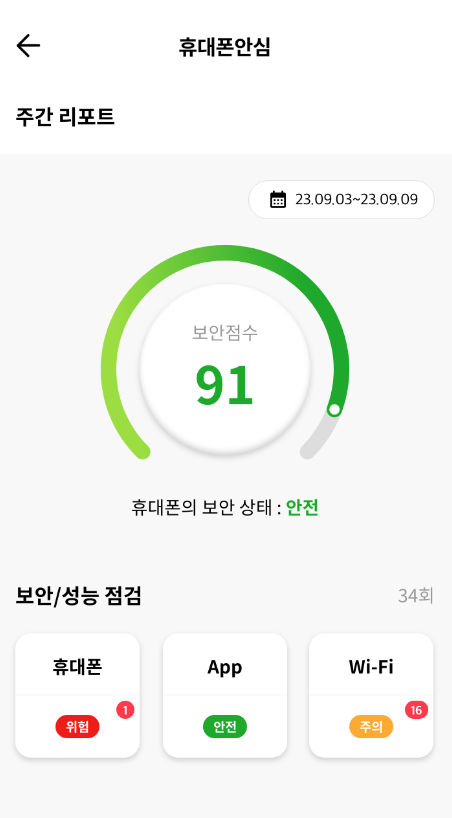 휴대폰안심
주간 리포트
23.09.03~23.09.09
보안점수
91
휴대폰의 보안 상태 : 안전
보안/성능 점검 34회
휴대폰 App Wi-Fi
1 16
위험 안전 주의